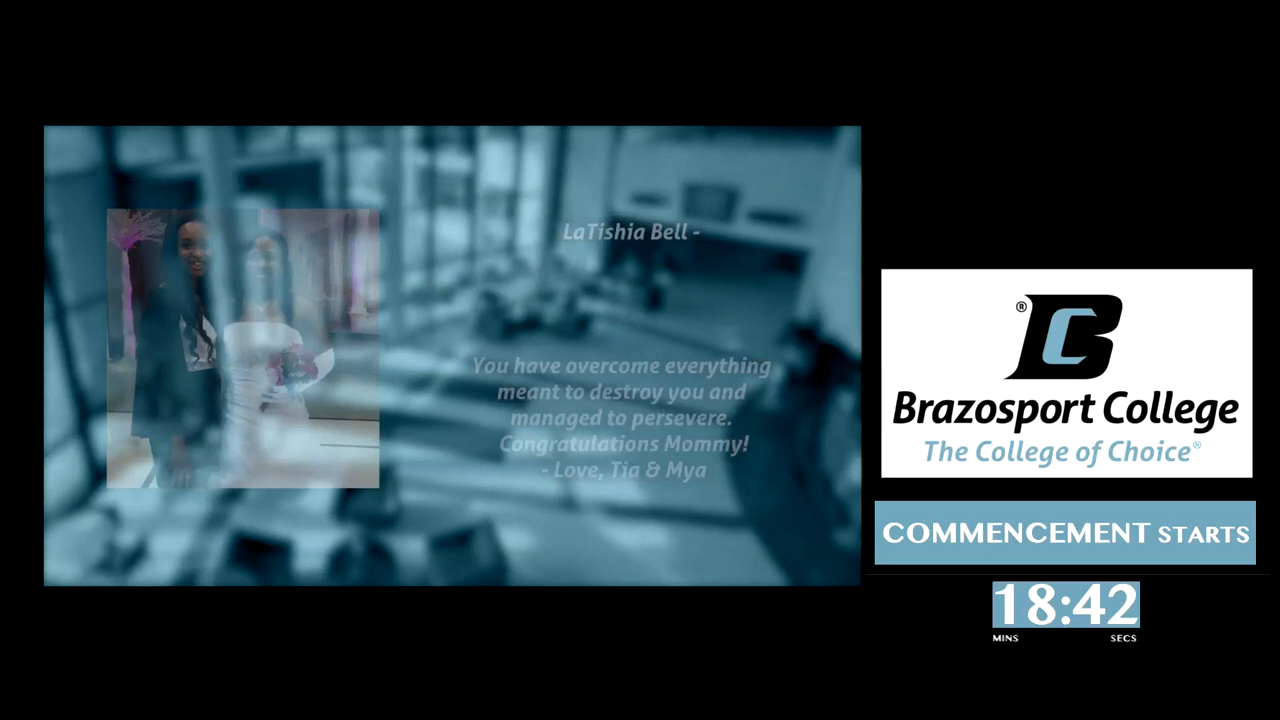 LaTishia Bell -
You have overcome everything
meant to destroy you and
managed to persevere.
Congratulations Mommy!
- Love, Tia & Mya
® BC
Brazosport College
The College of Choice®
COMMENCEMENT STARTS
18:42
MINS SECS